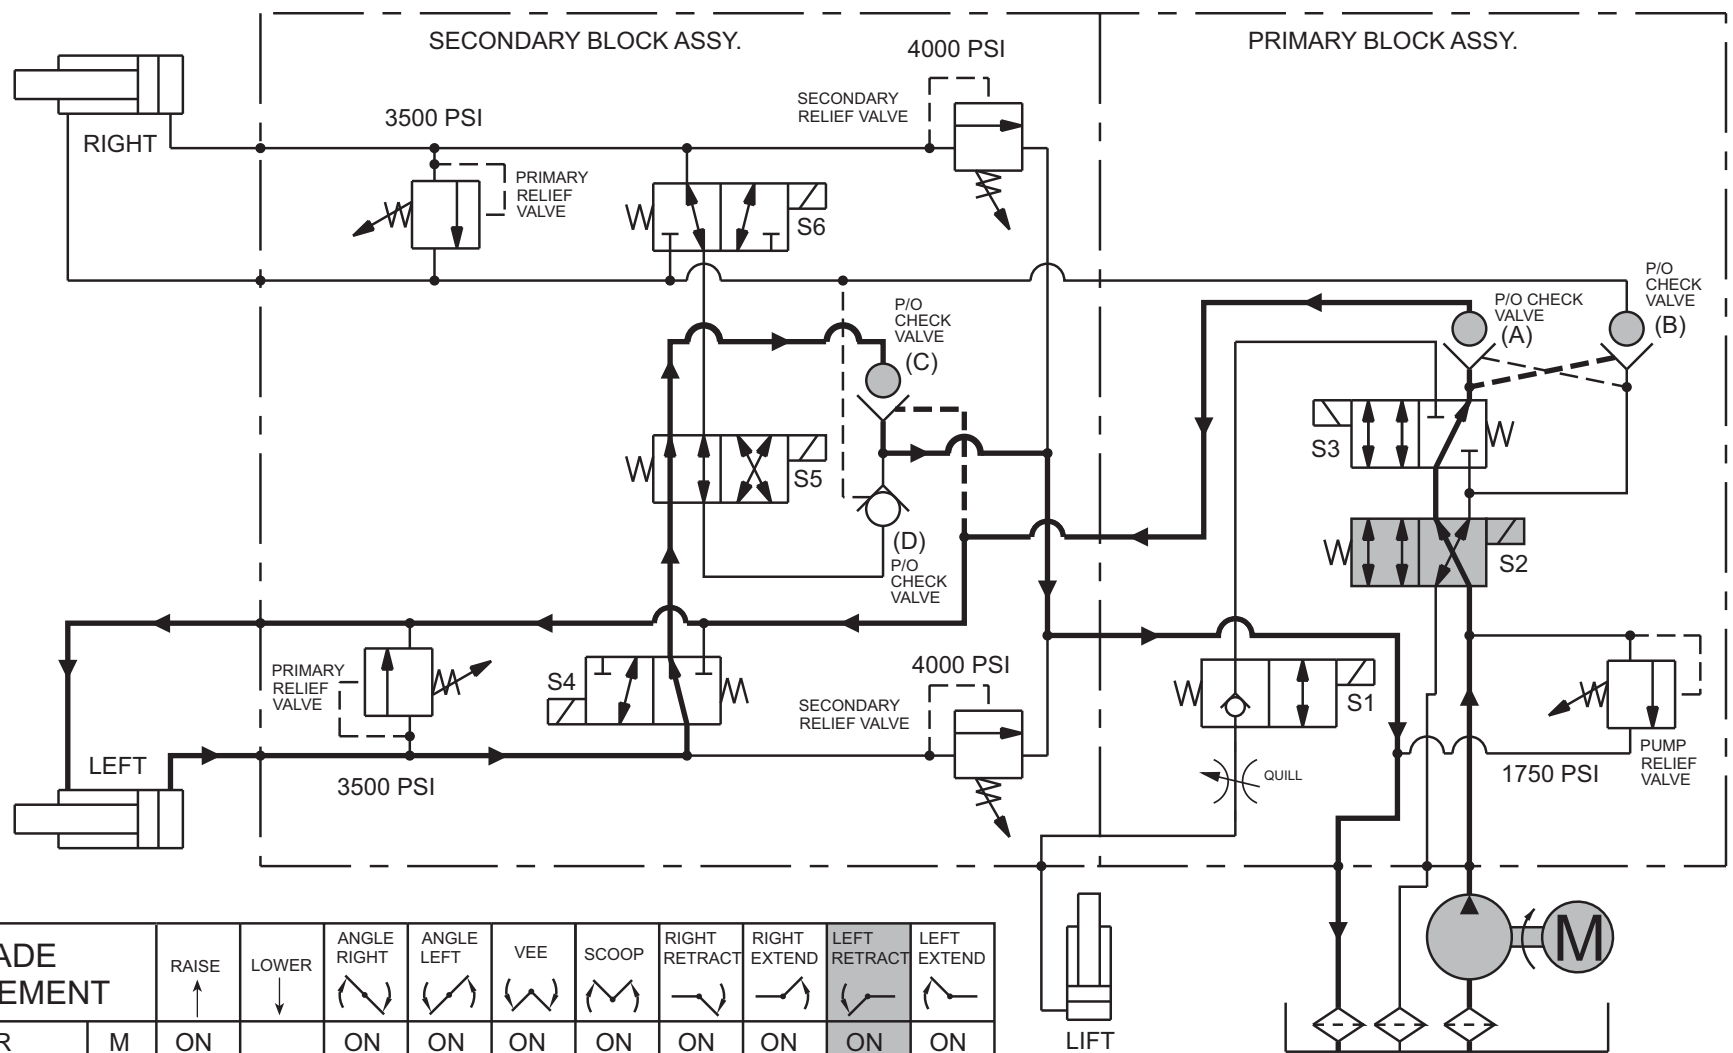 SECONDARY BLOCK ASSY.
PRIMARY BLOCK ASSY.
4000 PSI
SECONDARY
RELIEF VALVE
3500 PSI
RIGHT
PRIMARY
RELIEF
VALVE
S6
P/O
CHECK
VALVE
(B)
P/O CHECK
VALVE
(A)
P/O
CHECK
VALVE
(C)
S3
S5
(D)
P/O
CHECK
VALVE
S2
PRIMARY
RELIEF
VALVE
S4
4000 PSI
SECONDARY
RELIEF VALVE
S1
LEFT
3500 PSI
QUILL
1750 PSI
PUMP
RELIEF
VALVE
ADE
EMENT
RAISE
LOWER
ANGLE
RIGHT
ANGLE
LEFT
VEE
SCOOP
RIGHT
RETRACT
RIGHT
EXTEND
LEFT
RETRACT
LEFT
EXTEND
M
R M ON ON ON ON ON ON ON ON ON
LIFT